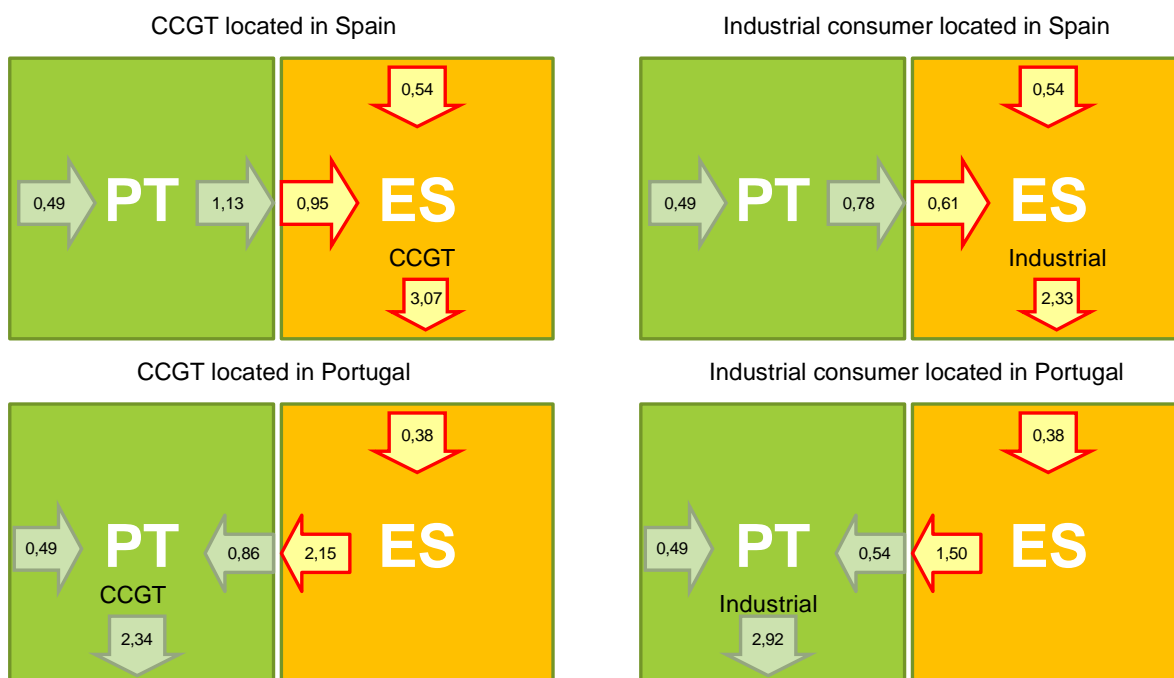 CCGT located in Spain
0,54
0,49
PT
1,13
0,95
ES
CCGT
3,07
Industrial consumer located in Spain
0,54
0,49
PT
0,78
0,61
ES
Industrial
2,33
CCGT located in Portugal
0,38
0,49
PT
0,86
2,15
ES
CCGT
2,34
Industrial consumer located in Portugal
0,38
0,49
PT
0,54
1,50
ES
Industrial
2,92